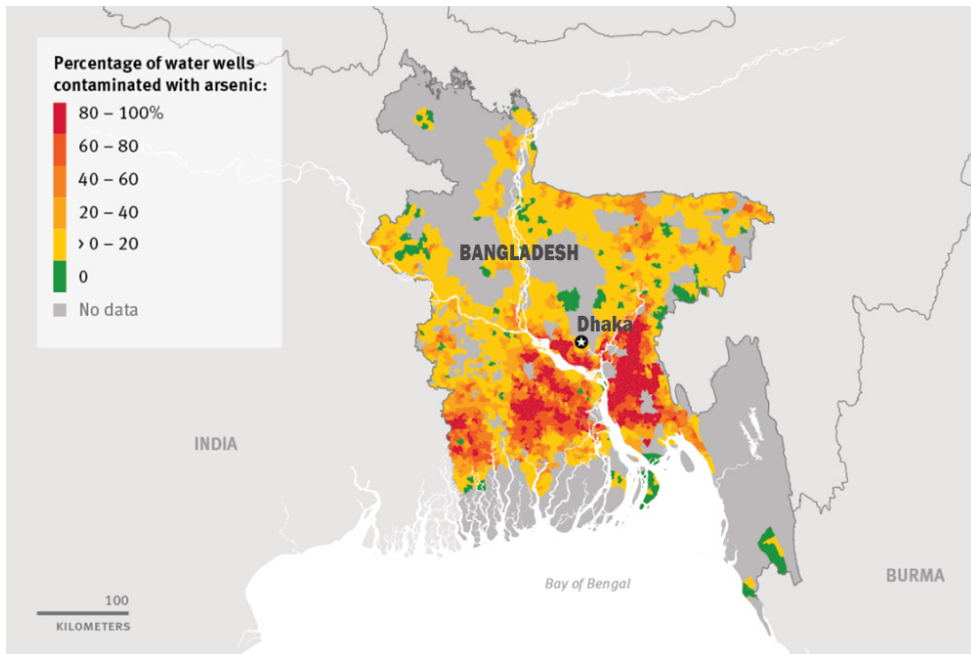 Percentage of water wells
contaminated with arsenic:
80 – 100%
60 – 80
40 – 60
20 – 40
> 0 – 20
0
No data
BANGLADESH
Dhaka
INDIA
Bay of Bengal
BURMA
100
KILOMETERS